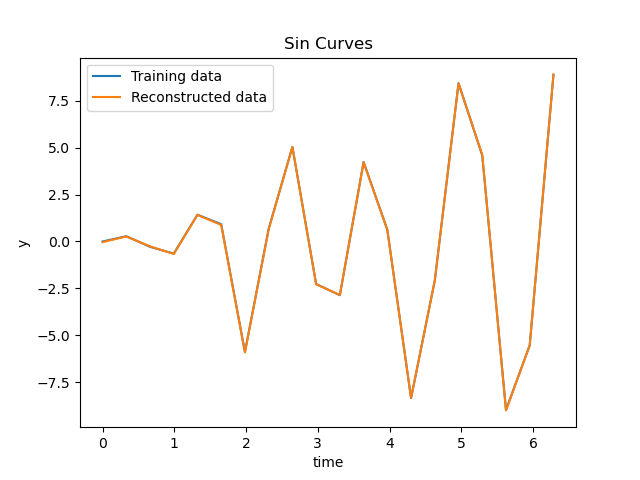 Sin Curves
Training data
Reconstructed data
7.5
5.0
2.5
0.0
−2.5
−5.0
−7.5
y
0 1 2 3 4 5 6
time